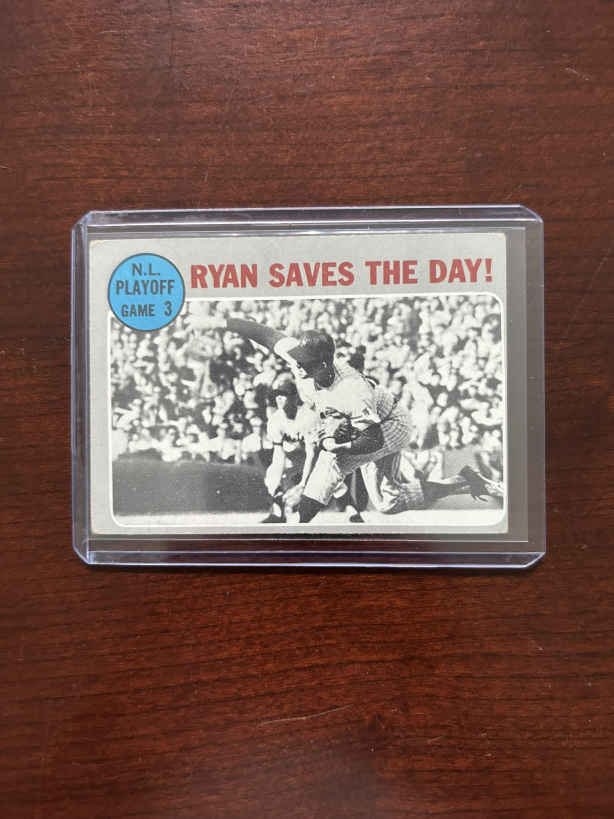 N.L.
PLAYOFF
GAME 3
RYAN SAVES THE DAY!